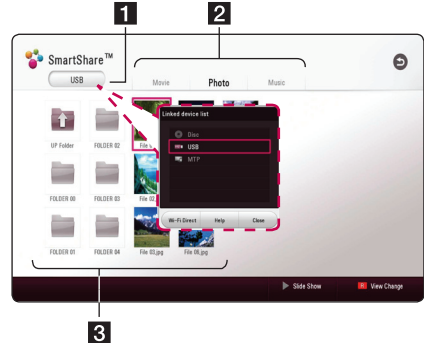 1
2
SmartShare™
USB
Movie
Photo
Music
Linked device list
Disc
USB
MTP
Wi-Fi Direct
Help
Close
UP Folder
FOLDER 02
FOLDER 00
FOLDER 03
File 02
FOLDER 01
FOLDER 04
File 03.jpg
File 08.jpg
Slide Show
R View Change
3